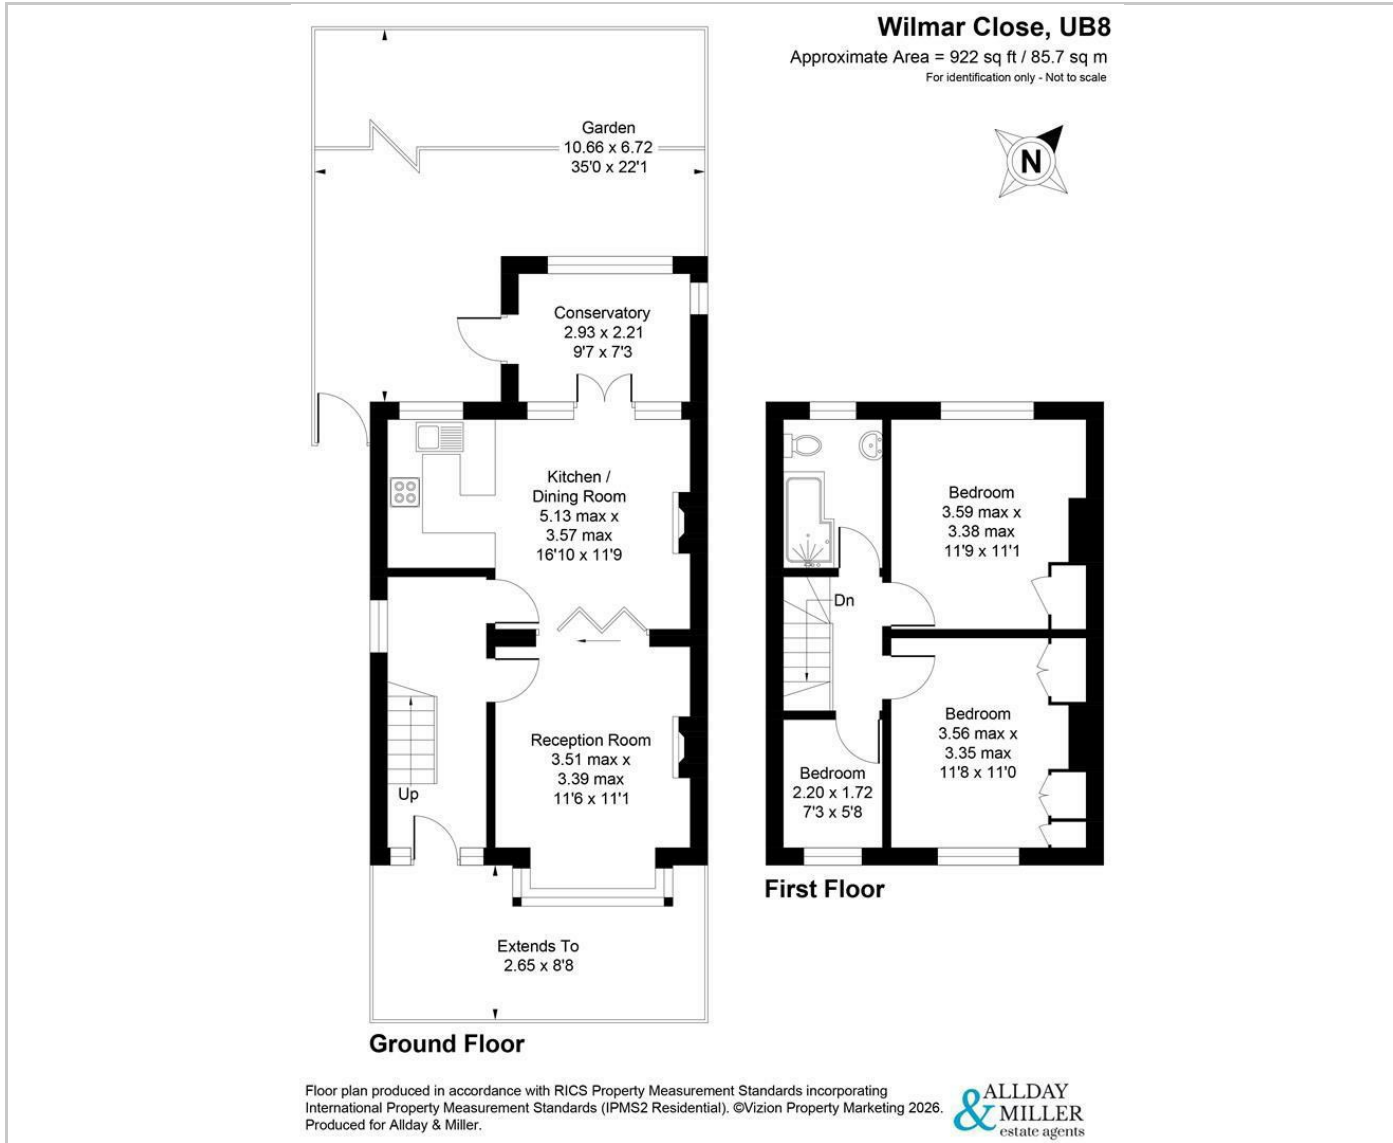 Wilmar Close, UB8
Approximate Area = 922 sq ft / 85.7 sq m
For identification only - Not to scale
N
Garden
10.66 x 6.72
35'0 x 22'1
Conservatory
2.93 x 2.21
9'7 x 7'3
Kitchen /
Dining Room
5.13 max x
3.57 max
16'10 x 11'9
Reception Room
3.51 max x
3.39 max
11'6 x 11'1
Up
Extends To
2.65 x 8'8
Ground Floor
Bedroom
3.59 max x
3.38 max
11'9 x 11'1
Dn
Bedroom
3.56 max x
3.35 max
11'8 x 11'0
Bedroom
2.20 x 1.72
7'3 x 5'8
First Floor
Floor plan produced in accordance with RICS Property Measurement Standards incorporating
International Property Measurement Standards (IPMS2 Residential). ©Vizion Property Marketing 2026.
Produced for Allday & Miller.
ALLDAY
& MILLER
estate agents